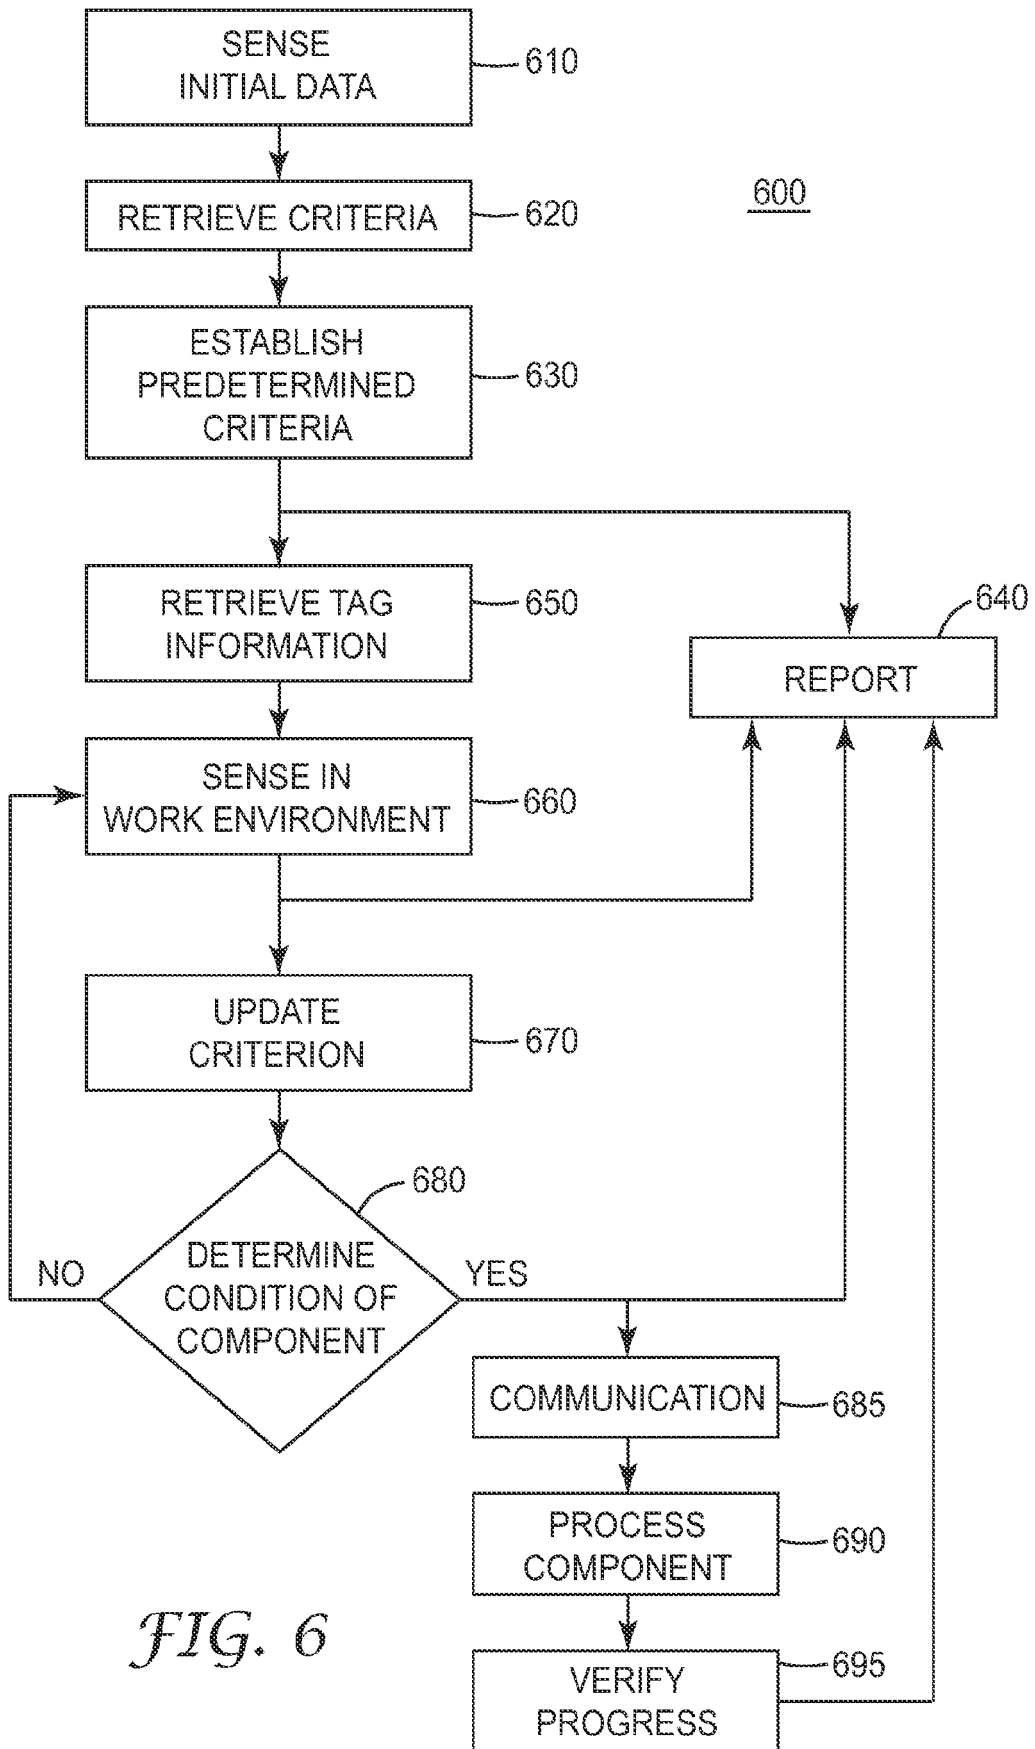 SENSE
INITIAL DATA
610
600
RETRIEVE CRITERIA
620
ESTABLISH
PREDETERMINED
CRITERIA
630
RETRIEVE TAG
INFORMATION
650
640
REPORT
SENSE IN
WORK ENVIRONMENT
660
UPDATE
CRITERION
670
680
NO
DETERMINE
CONDITION OF
COMPONENT
YES
COMMUNICATION
685
PROCESS
COMPONENT
690
VERIFY
PROGRESS
695
FIG. 6